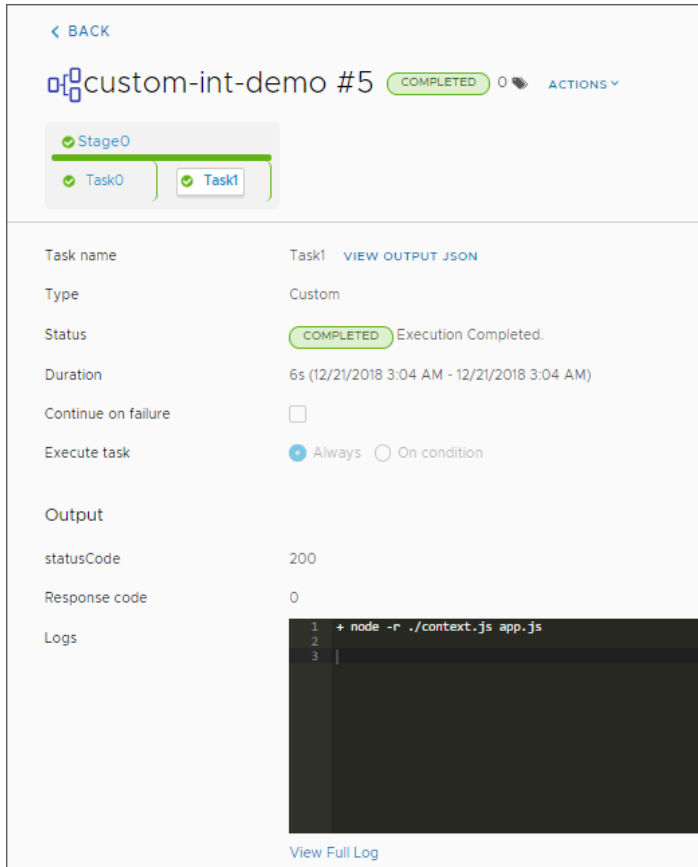 BACK
custom-int-demo #5 COMPLETED 0 ACTIONS
Stage0
Task0 Task1
Task name Task1 VIEW OUTPUT JSON
Type Custom
Status COMPLETED Execution Completed.
Duration 6s (12/21/2018 3:04 AM - 12/21/2018 3:04 AM)
Continue on failure
Execute task Always On condition
Output
statusCode 200
Response code 0
Logs
1 + node -r ./context.js app.js
2
3
View Full Log